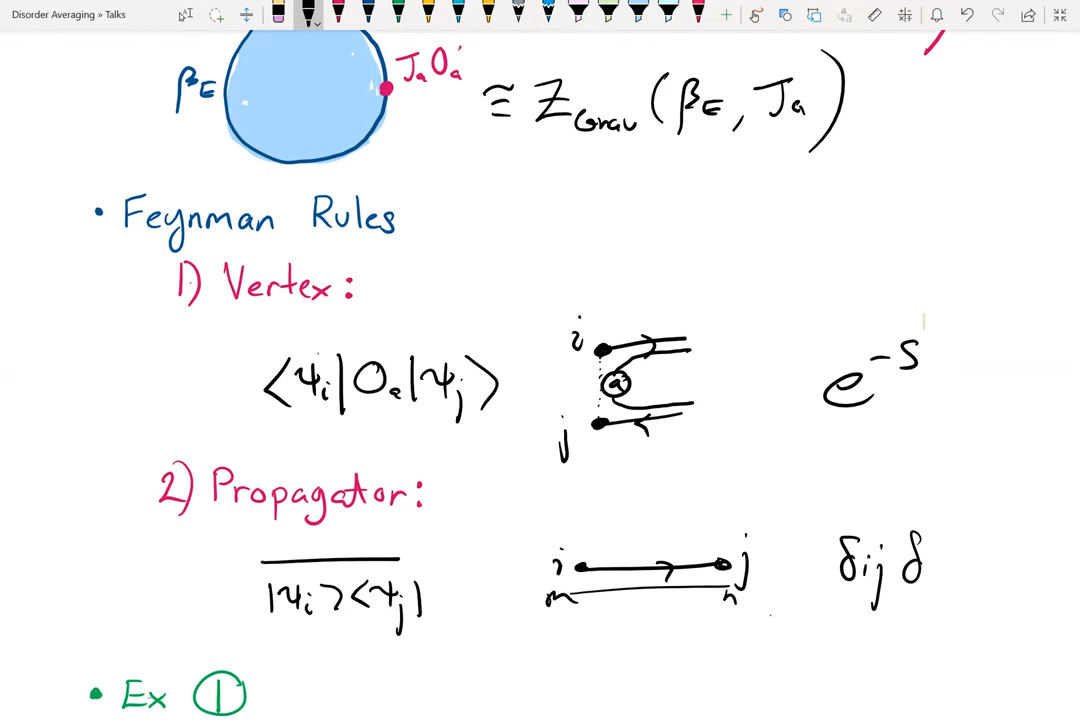 Disorder Averaging » Talks
β_E
J_a O_a
≅ Z_Grav (β_E, J_a)
• Feynman Rules
1) Vertex:
⟨ψ_i|O_a|ψ_j⟩ i a j e^{-S}
2) Propagator:
|ψ_i⟩⟨ψ_j| i j m n δ_ij δ
• Ex ①